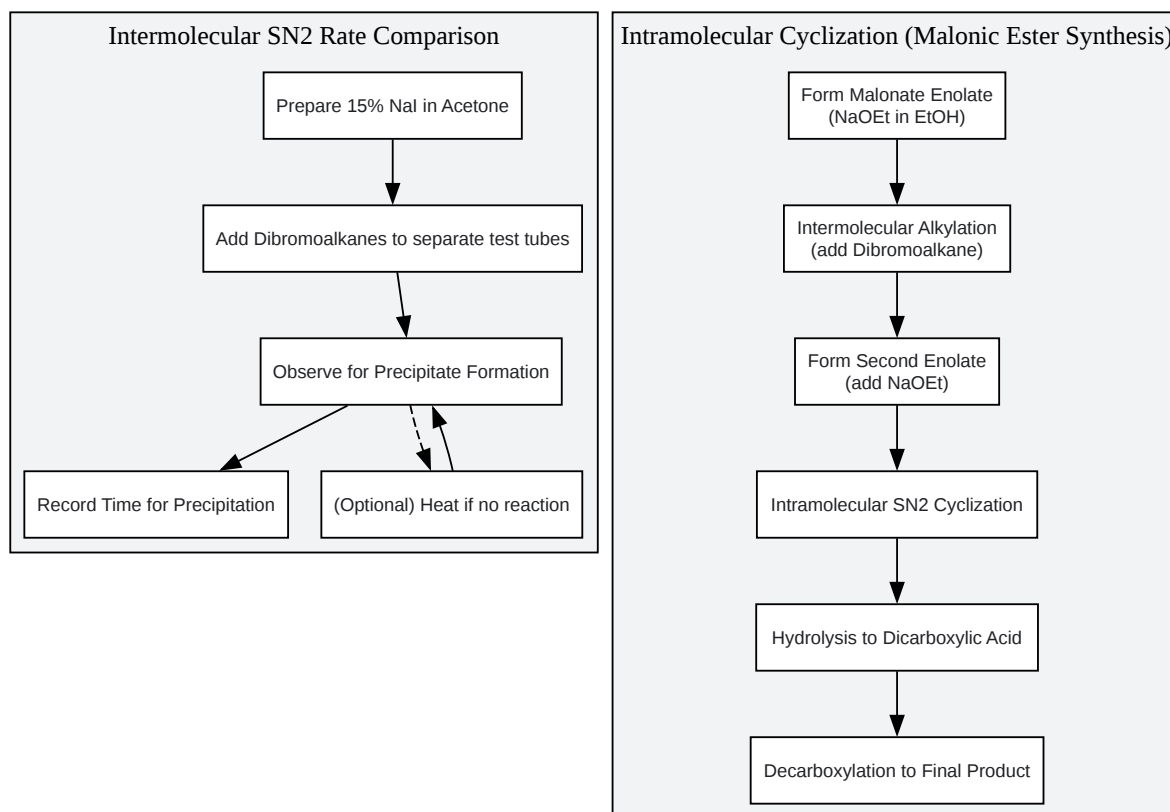 Intermolecular SN2 Rate Comparison
Prepare 15% NaI in Acetone
Add Dibromoalkanes to separate test tubes
Observe for Precipitate Formation
Record Time for Precipitation
(Optional) Heat if no reaction
Intramolecular Cyclization (Malonic Ester Synthesis)
Form Malonate Enolate
(NaOEt in EtOH)
Intermolecular Alkylation
(add Dibromoalkane)
Form Second Enolate
(add NaOEt)
Intramolecular SN2 Cyclization
Hydrolysis to Dicarboxylic Acid
Decarboxylation to Final Product